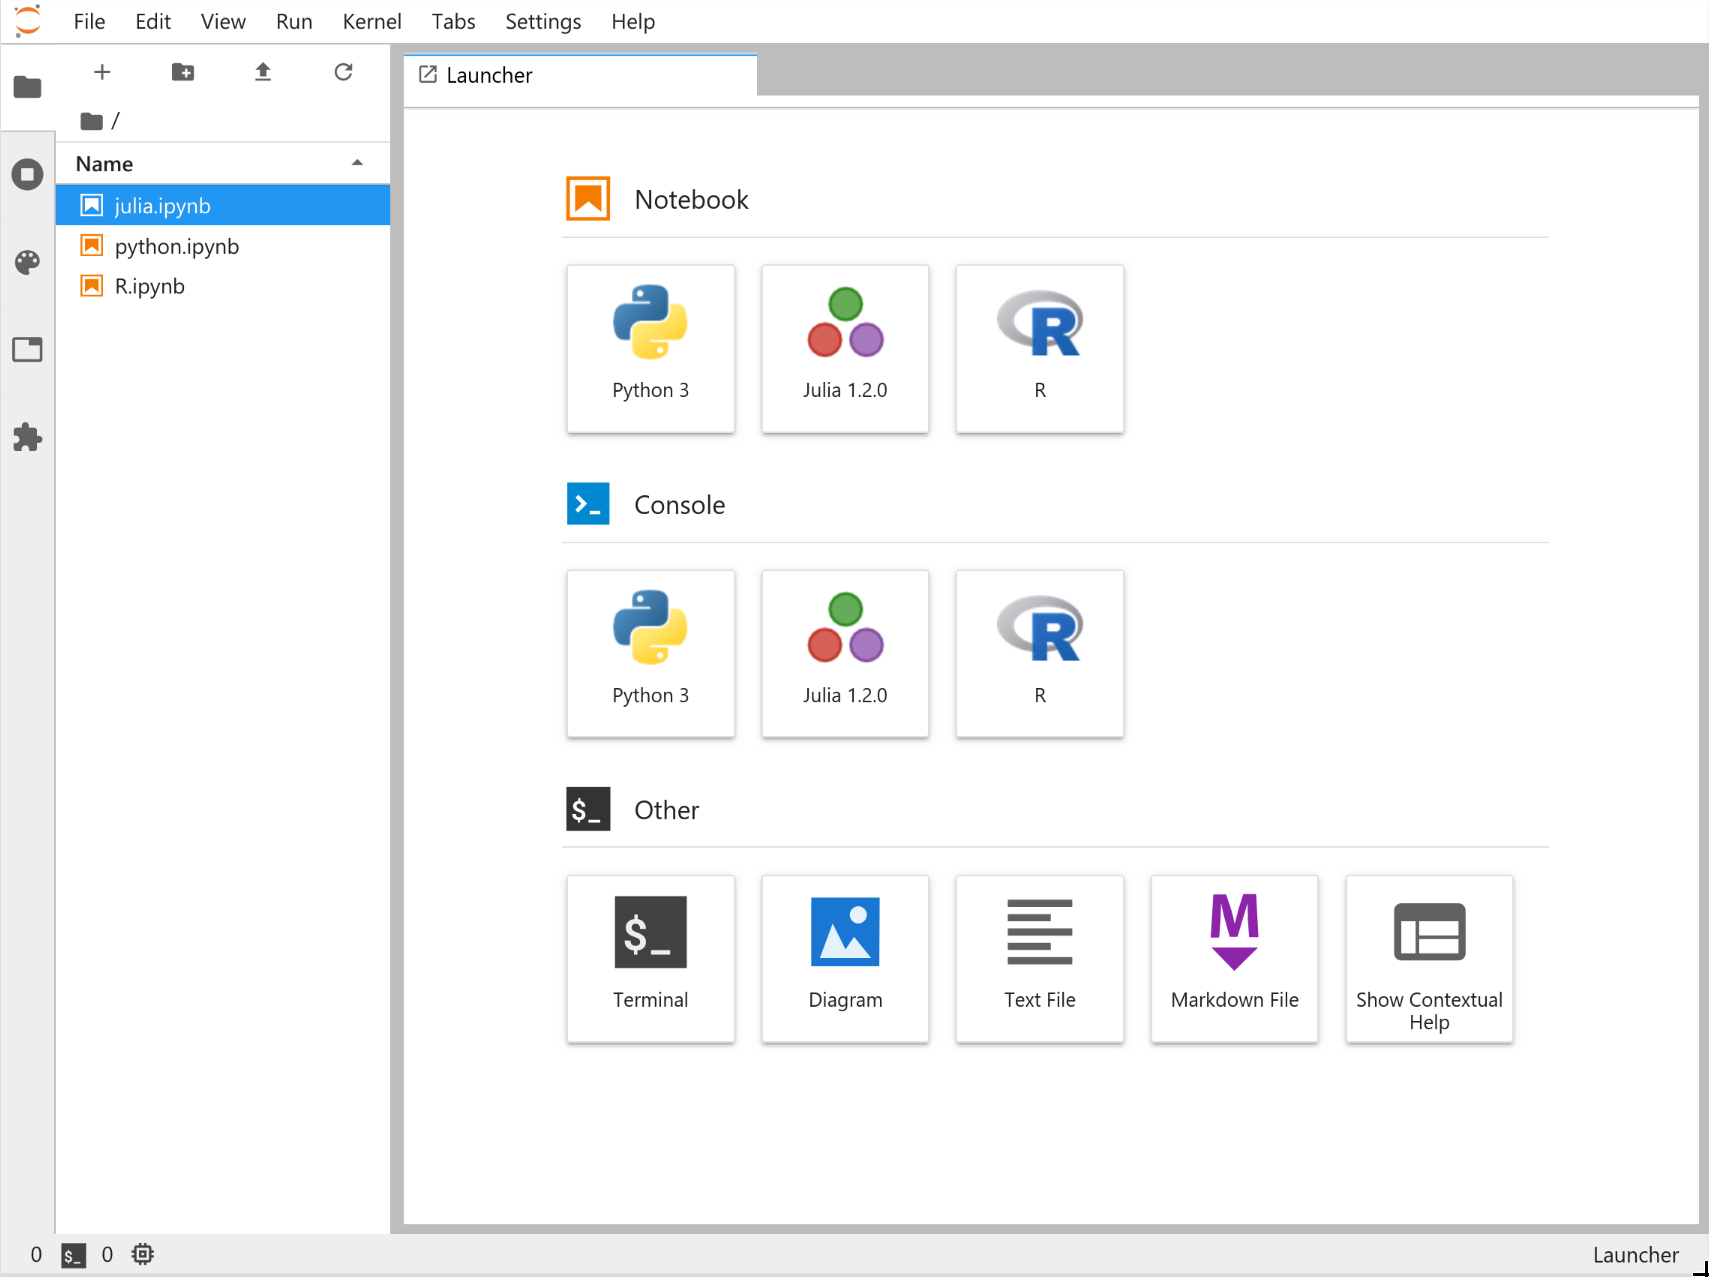 File Edit View Run Kernel Tabs Settings Help
Launcher
/
Name
julia.ipynb
python.ipynb
R.ipynb
Notebook
Python 3 Julia 1.2.0 R
Console
Python 3 Julia 1.2.0 R
$_ Other
$_
Terminal Diagram Text File Markdown File Show Contextual
Help
0 $_ 0 Launcher